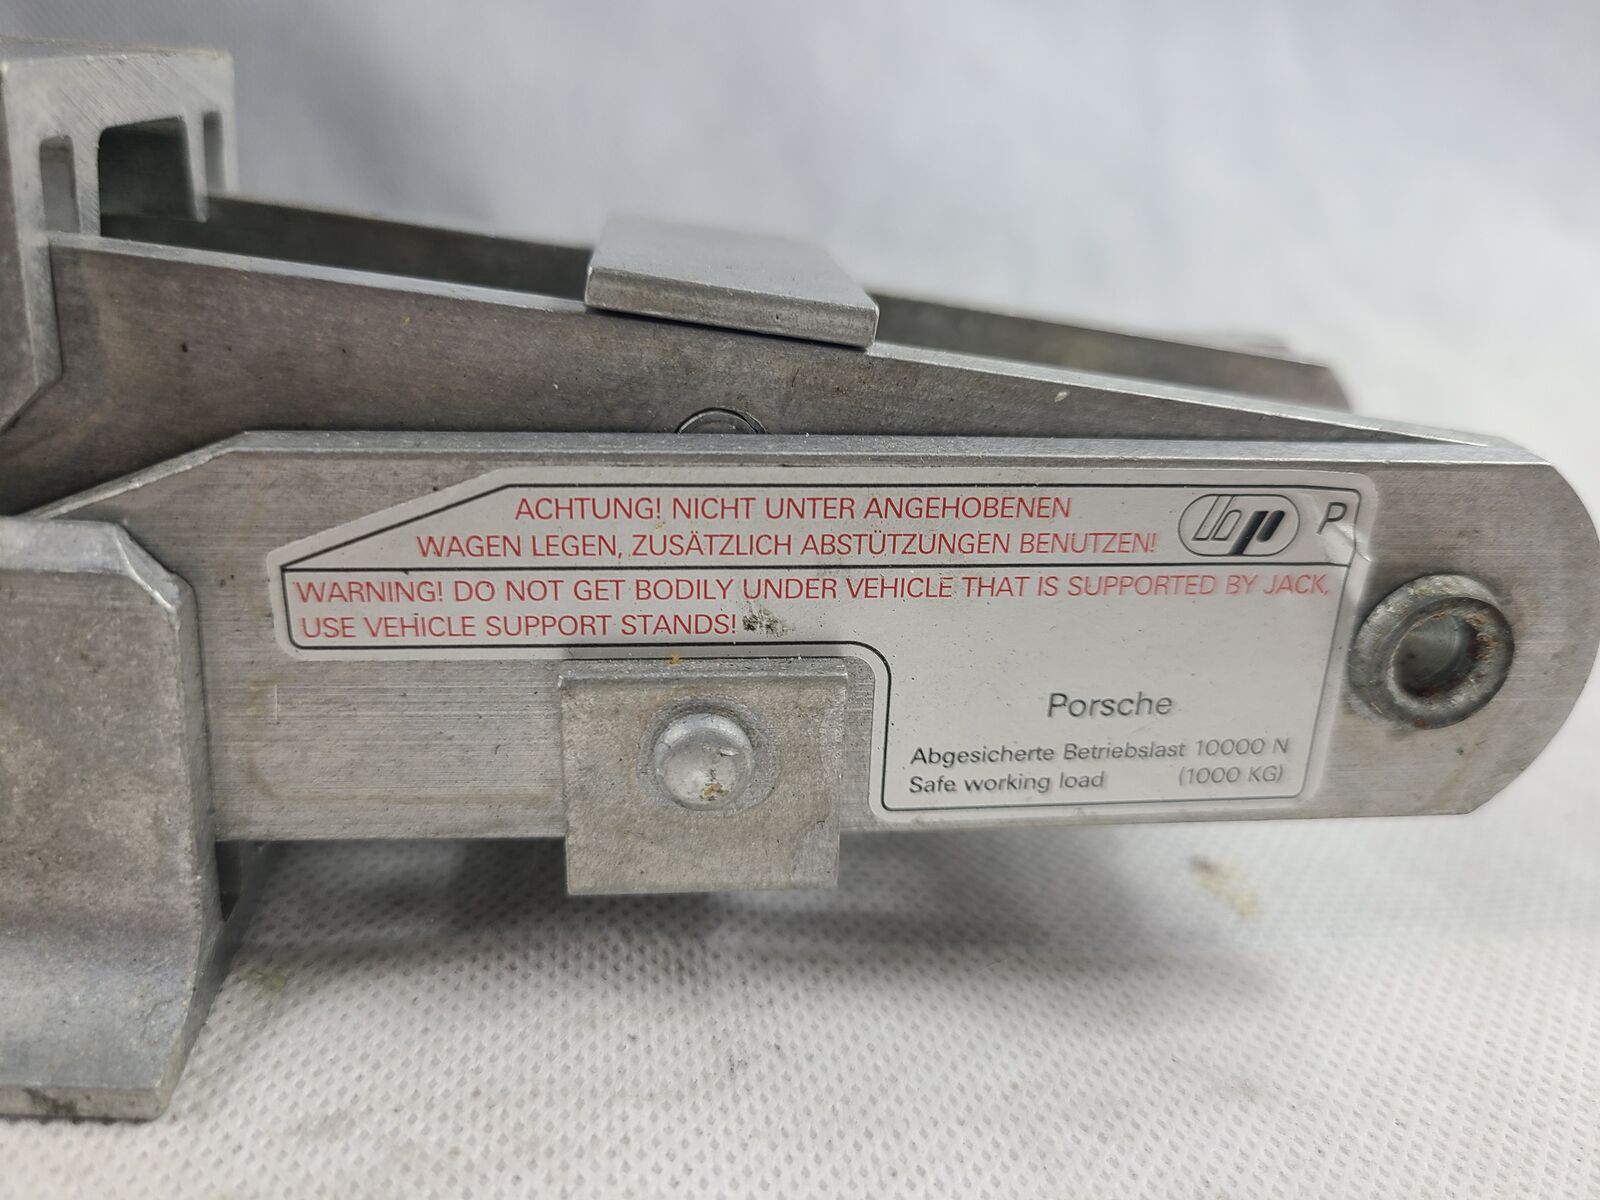 ACHTUNG! NICHT UNTER ANGEHOBENEN
WAGEN LEGEN, ZUSÄTZLICH ABSTÜTZUNGEN BENUTZEN!
bp P
WARNING! DO NOT GET BODILY UNDER VEHICLE THAT IS SUPPORTED BY JACK,
USE VEHICLE SUPPORT STANDS!
Porsche
Abgesicherte Betriebslast 10000 N
Safe working load (1000 KG)